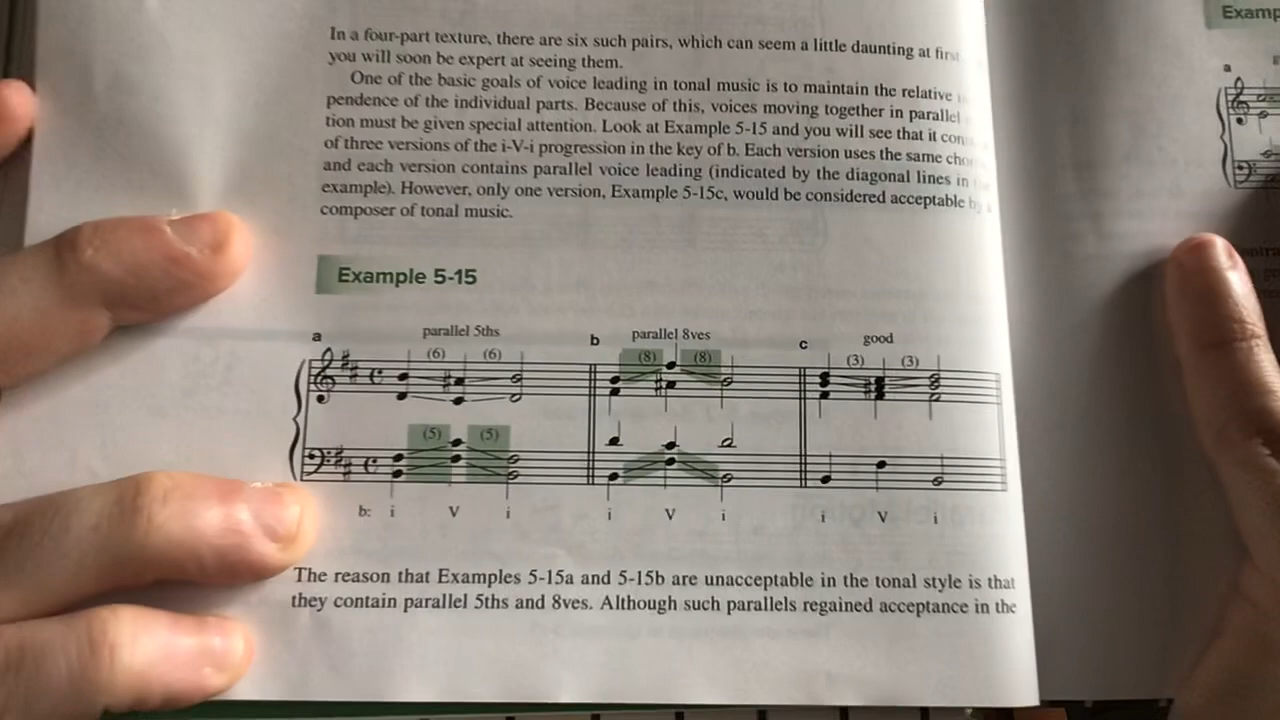 In a four-part texture, there are six such pairs, which can seem a little daunting at first
you will soon be expert at seeing them.
One of the basic goals of voice leading in tonal music is to maintain the relative
pendence of the individual parts. Because of this, voices moving together in parallel
tion must be given special attention. Look at Example 5-15 and you will see that it
of three versions of the i-V-i progression in the key of b. Each version uses the same
and each version contains parallel voice leading (indicated by the diagonal lines in
example). However, only one version, Example 5-15c, would be considered acceptable
composer of tonal music.
Example 5-15
a parallel 5ths b parallel 8ves c good
(6) (6) (8) (8) (3) (3)
(5) (5)
b: i V i i V i i V i
The reason that Examples 5-15a and 5-15b are unacceptable in the tonal style is that
they contain parallel 5ths and 8ves. Although such parallels regained acceptance in the
a